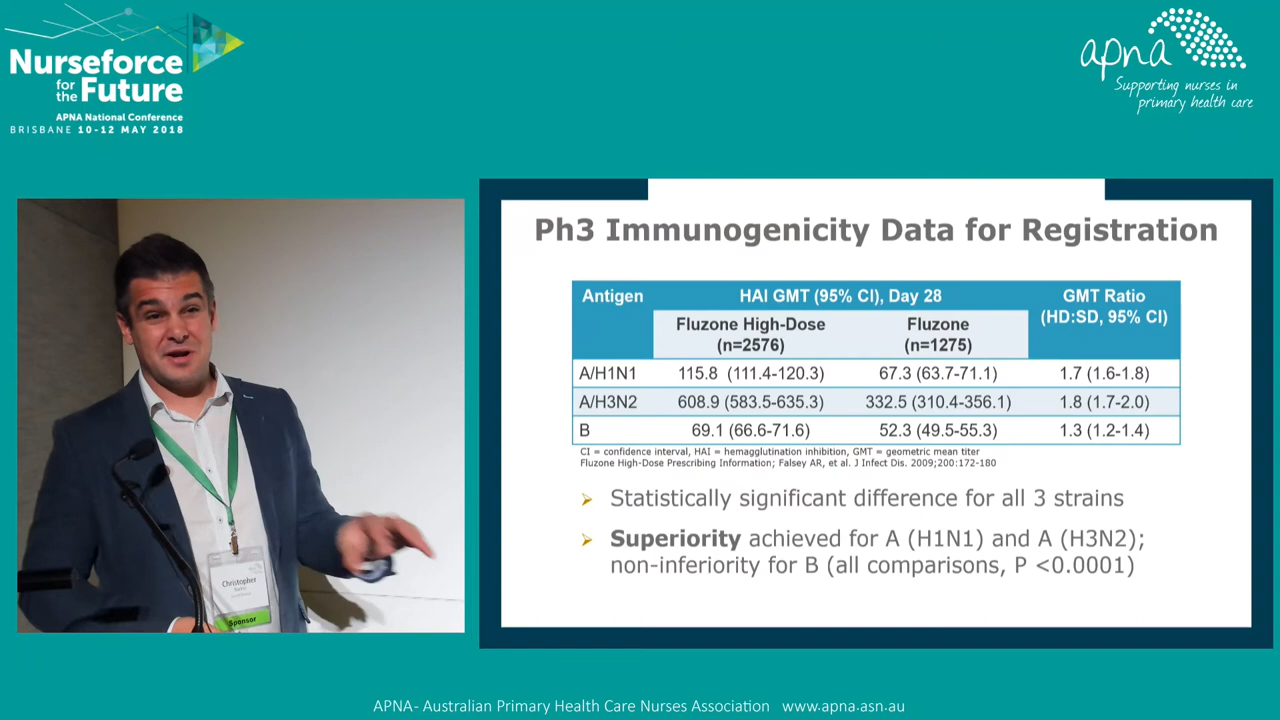 Nurseforce
for the Future
APNA National Conference
BRISBANE 10-12 MAY 2018
apna
Supporting nurses in
primary health care
Christopher
Sponsor
Ph3 Immunogenicity Data for Registration
Antigen HAI GMT (95% CI), Day 28 GMT Ratio (HD:SD, 95% CI)
Fluzone High-Dose (n=2576) Fluzone (n=1275)
A/H1N1 115.8 (111.4-120.3) 67.3 (63.7-71.1) 1.7 (1.6-1.8)
A/H3N2 608.9 (583.5-635.3) 332.5 (310.4-356.1) 1.8 (1.7-2.0)
B 69.1 (66.6-71.6) 52.3 (49.5-55.3) 1.3 (1.2-1.4)
CI = confidence interval, HAI = hemagglutination inhibition, GMT = geometric mean titer
Fluzone High-Dose Prescribing Information; Falsey AR, et al. J Infect Dis. 2009;200:172-180
➢ Statistically significant difference for all 3 strains
➢ Superiority achieved for A (H1N1) and A (H3N2);
non-inferiority for B (all comparisons, P <0.0001)
APNA- Australian Primary Health Care Nurses Association www.apna.asn.au